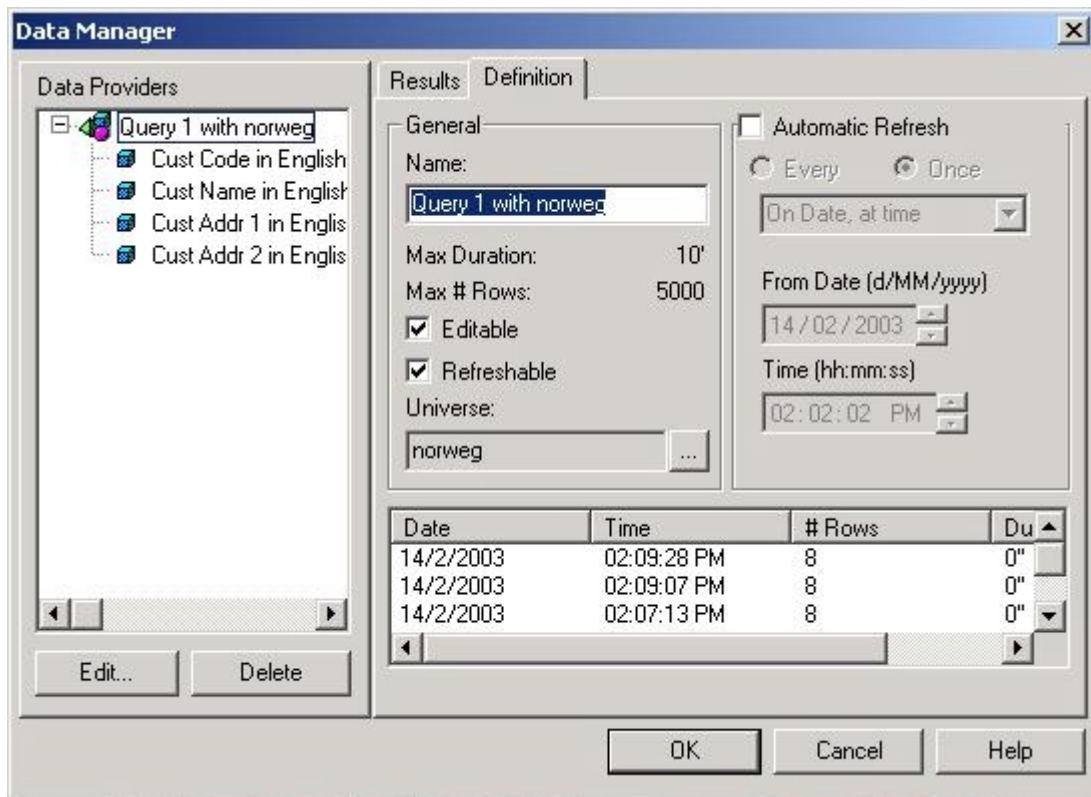 Data Manager
Data Providers
Query 1 with norweg
Cust Code in English
Cust Name in English
Cust Addr 1 in Englis
Cust Addr 2 in Englis
Edit...
Delete
Results
Definition
General
Name:
Query 1 with norweg
Max Duration: 10'
Max # Rows: 5000
Editable
Refreshable
Universe:
norweg
...
Automatic Refresh
Every Once
On Date, at time
From Date (d/MM/yyyy)
14/02/2003
Time (hh:mm:ss)
02:02:02 PM
Date Time # Rows Du
14/2/2003 02:09:28 PM 8 0"
14/2/2003 02:09:07 PM 8 0"
14/2/2003 02:07:13 PM 8 0"
OK
Cancel
Help